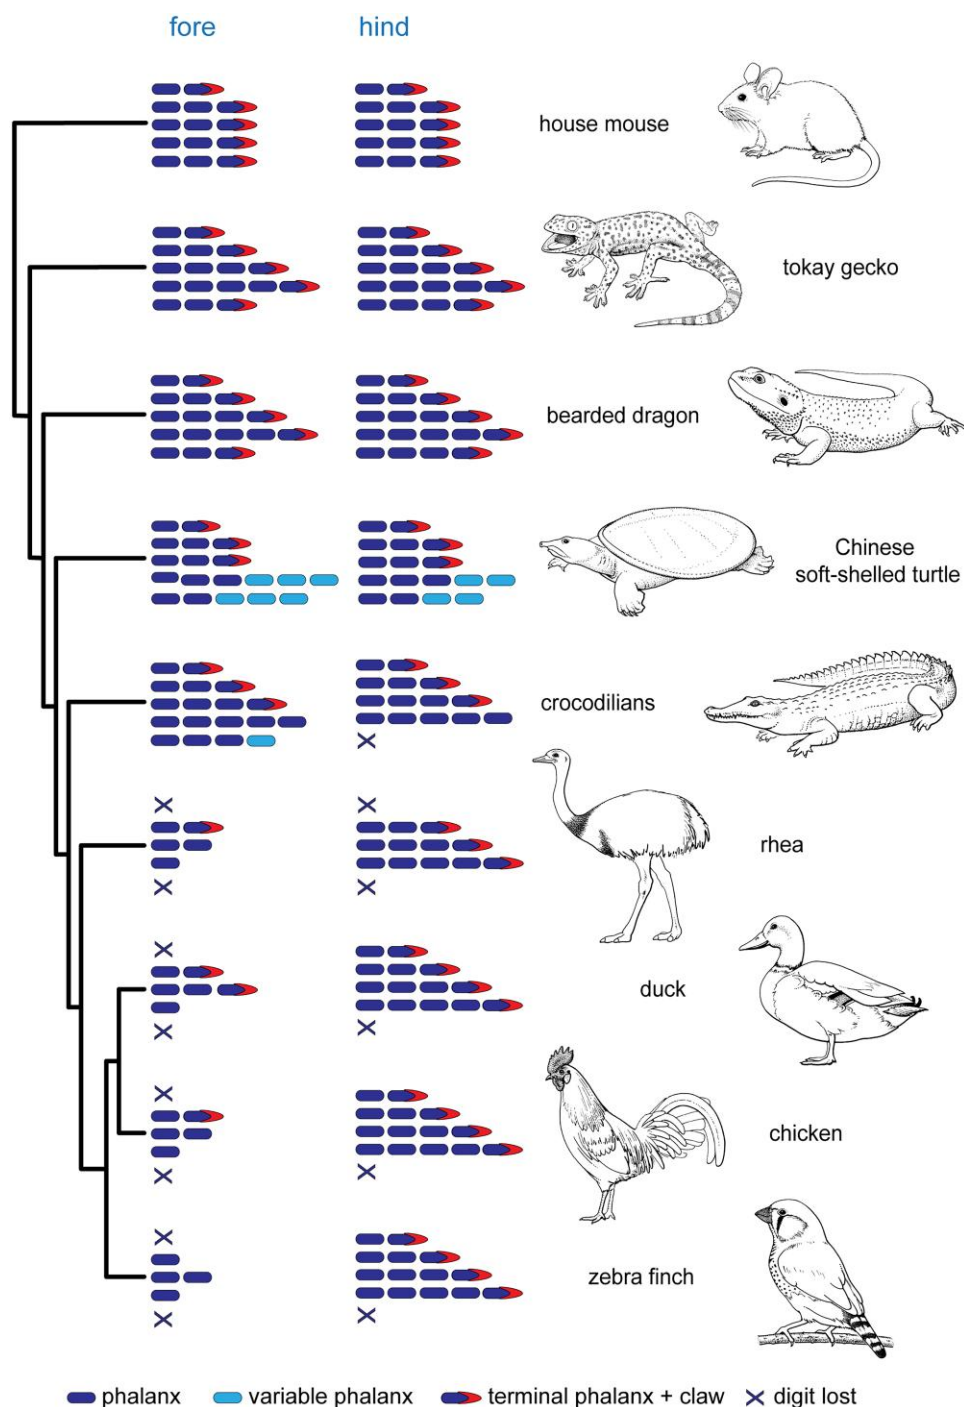 fore hind
house mouse
tokay gecko
bearded dragon
Chinese
soft-shelled turtle
crocodilians
rhea
duck
chicken
zebra finch
phalanx variable phalanx terminal phalanx + claw digit lost